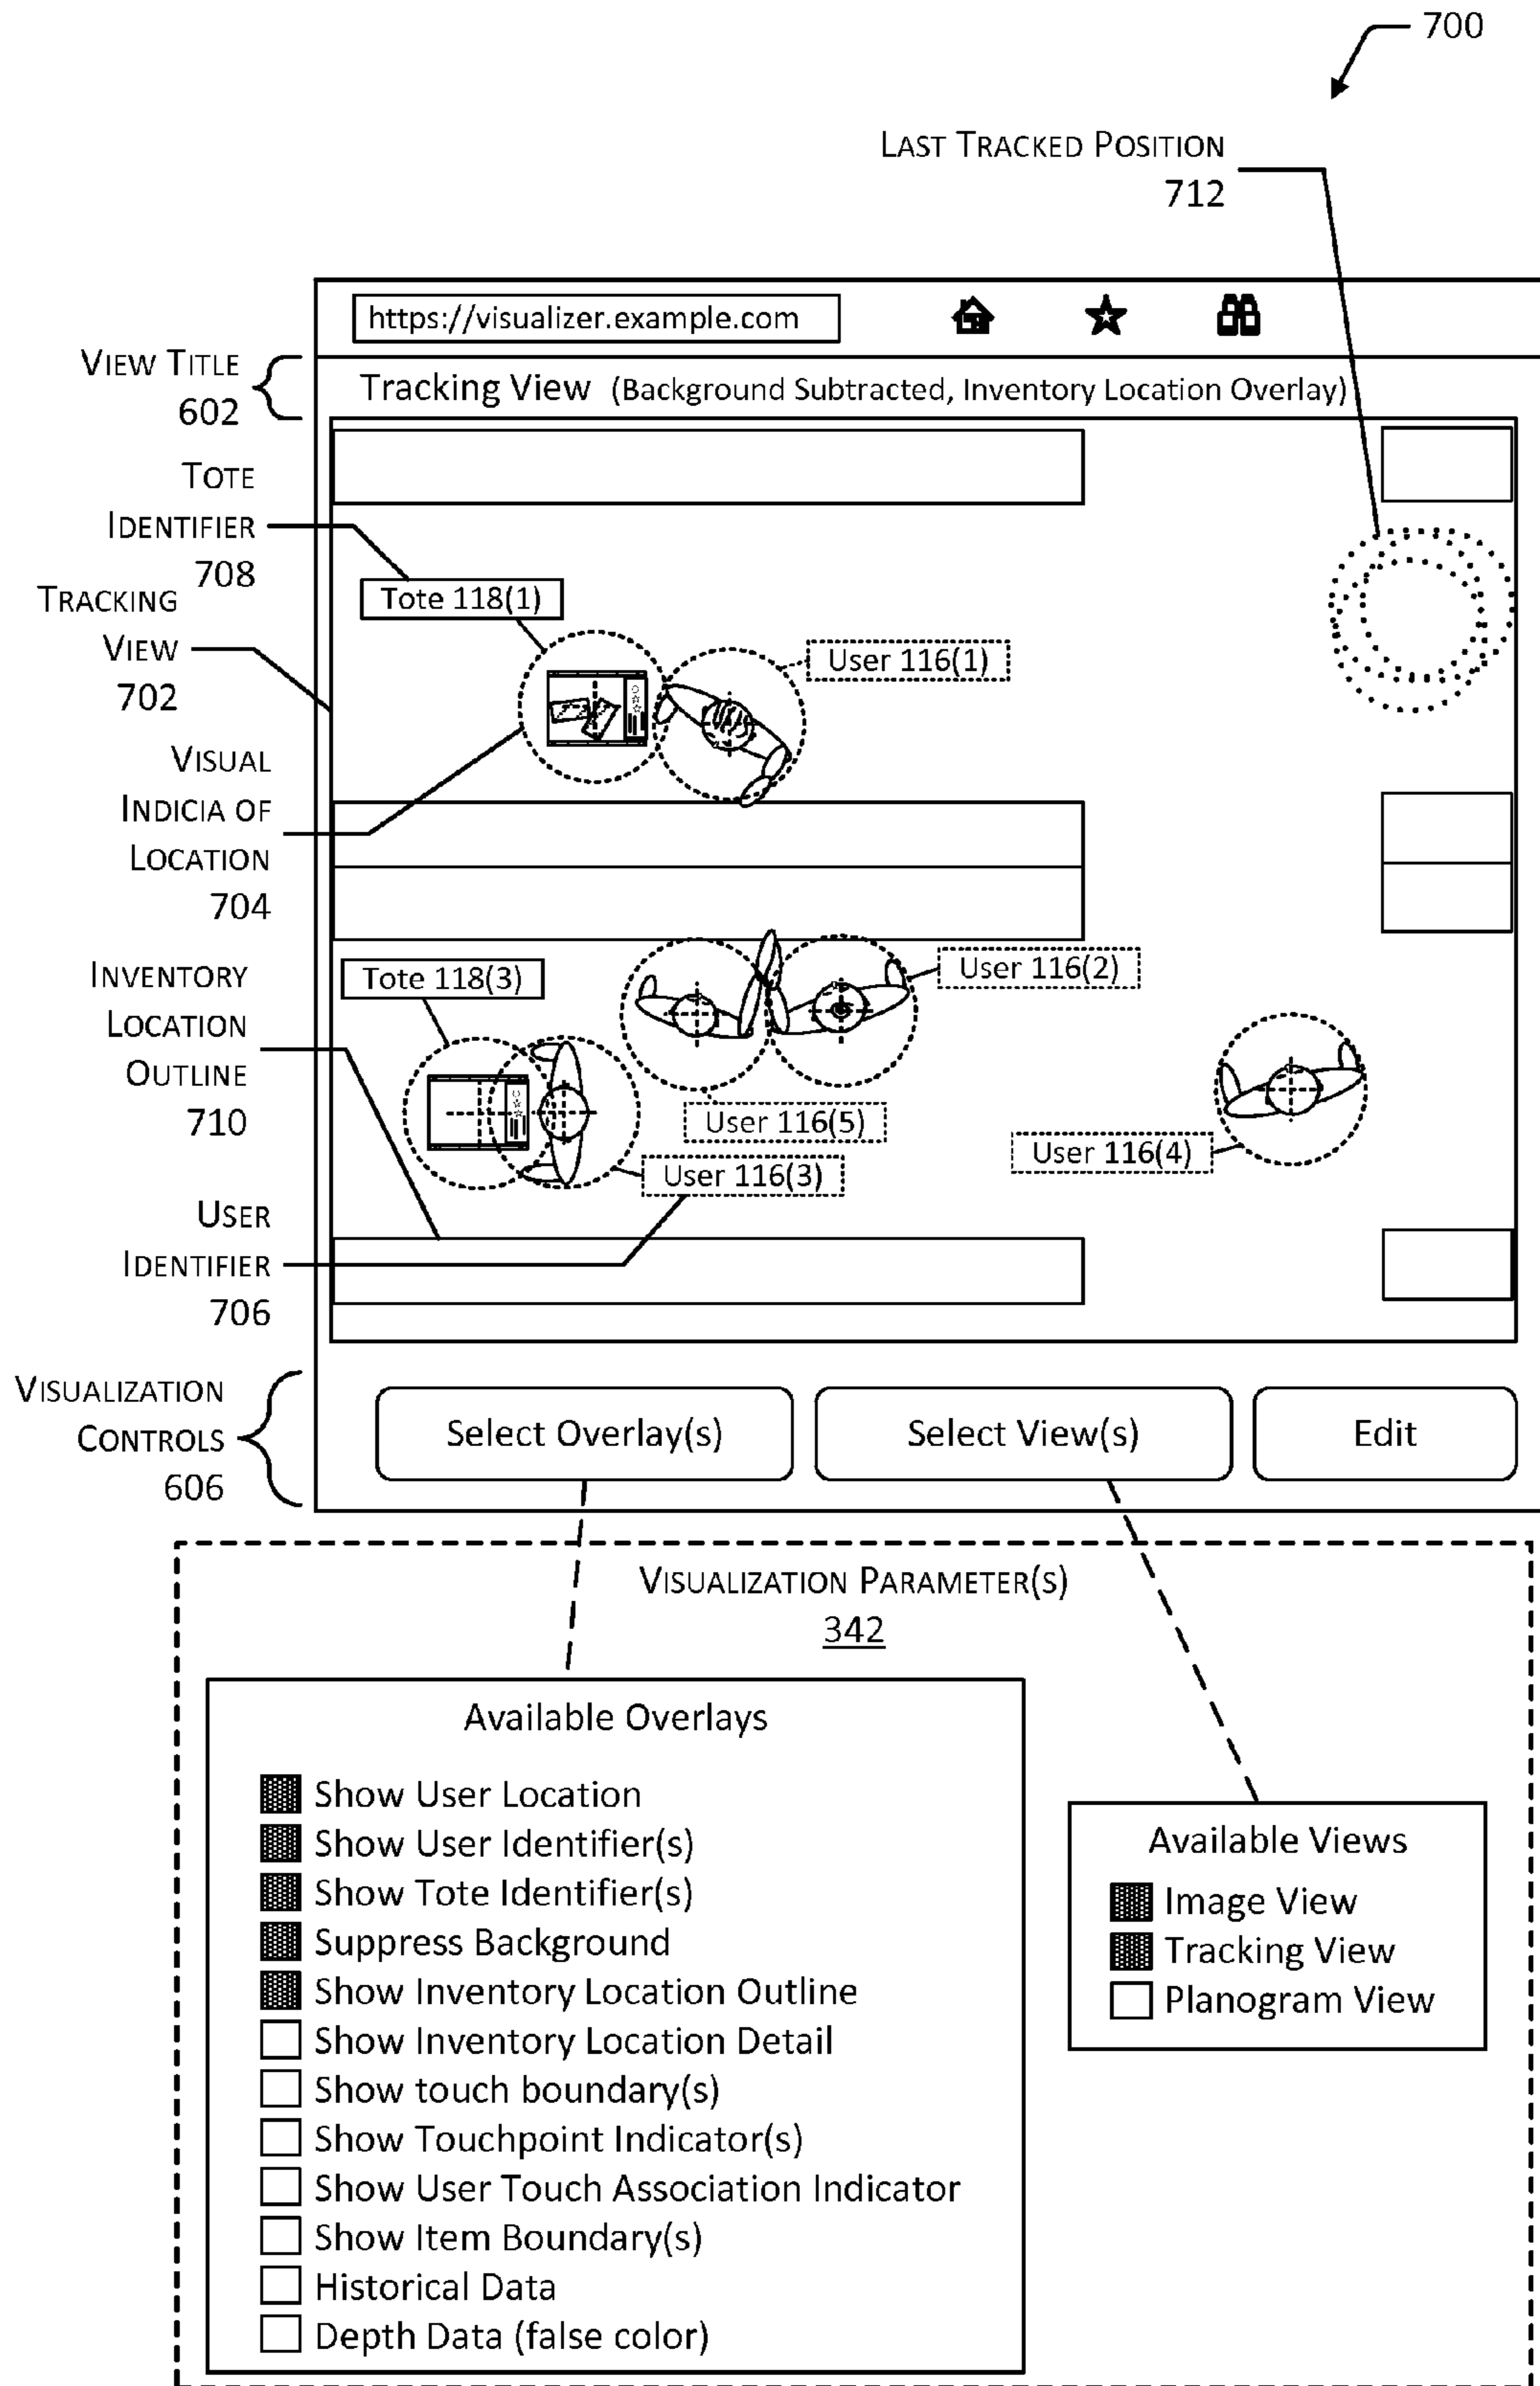 700
LAST TRACKED POSITION
712
https://visualizer.example.com
VIEW TITLE
602
Tracking View (Background Subtracted, Inventory Location Overlay)
TOTE
IDENTIFIER
708
Tote 118(1)
TRACKING
VIEW
702
User 116(1)
VISUAL
INDICIA OF
LOCATION
704
INVENTORY
LOCATION
OUTLINE
710
Tote 118(3)
User 116(2)
User 116(5)
User 116(4)
User 116(3)
USER
IDENTIFIER
706
VISUALIZATION
CONTROLS
606
Select Overlay(s)
Select View(s)
Edit
VISUALIZATION PARAMETER(S)
342
Available Overlays
Show User Location
Show User Identifier(s)
Show Tote Identifier(s)
Suppress Background
Show Inventory Location Outline
Show Inventory Location Detail
Show touch boundary(s)
Show Touchpoint Indicator(s)
Show User Touch Association Indicator
Show Item Boundary(s)
Historical Data
Depth Data (false color)
Available Views
Image View
Tracking View
Planogram View